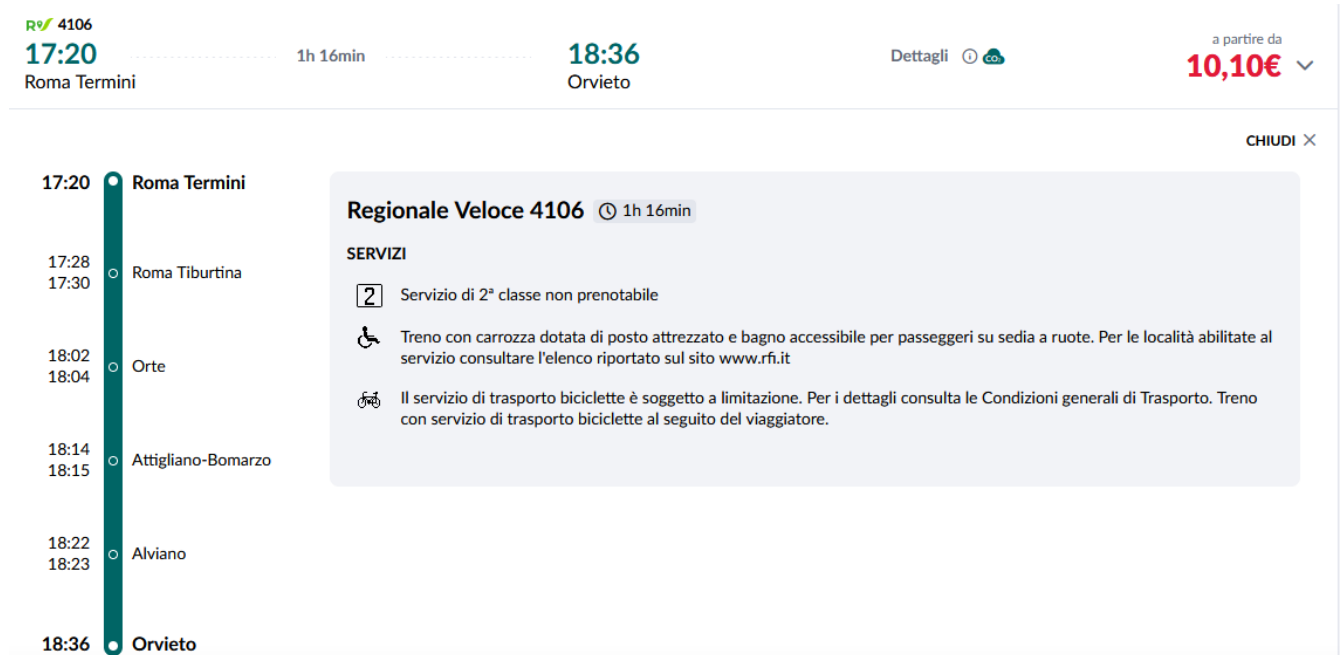 RV 4106
17:20 1h 16min 18:36 Dettagli CO₂ a partire da
10,10€
Roma Termini Orvieto
CHIUDI
17:20 Roma Termini
17:28
17:30
Roma Tiburtina
18:02
18:04
Orte
18:14
18:15
Attigliano-Bomarzo
18:22
18:23
Alviano
18:36 Orvieto
Regionale Veloce 4106 1h 16min
SERVIZI
2 Servizio di 2ª classe non prenotabile
Treno con carrozza dotata di posto attrezzato e bagno accessibile per passeggeri su sedia a ruote. Per le località abilitate al
servizio consultare l'elenco riportato sul sito www.rfi.it
Il servizio di trasporto biciclette è soggetto a limitazione. Per i dettagli consulta le Condizioni generali di Trasporto. Treno
con servizio di trasporto biciclette al seguito del viaggiatore.